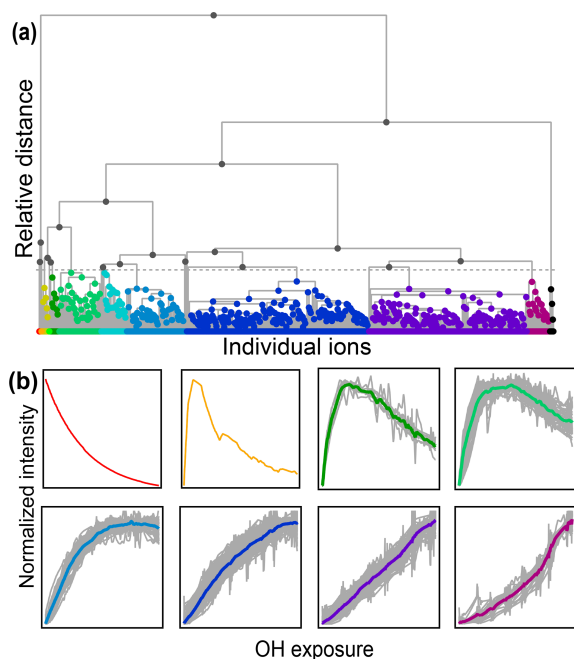 (a)
Relative distance
Individual ions
(b)
Normalized intensity
OH exposure